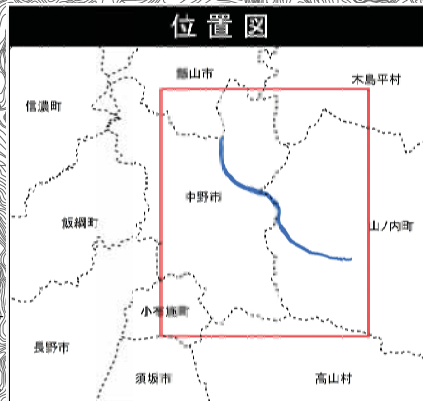 位置図
飯山市
木島平村
信濃町
中野市
飯綱町
山ノ内町
小布施町
長野市
須坂市
高山村